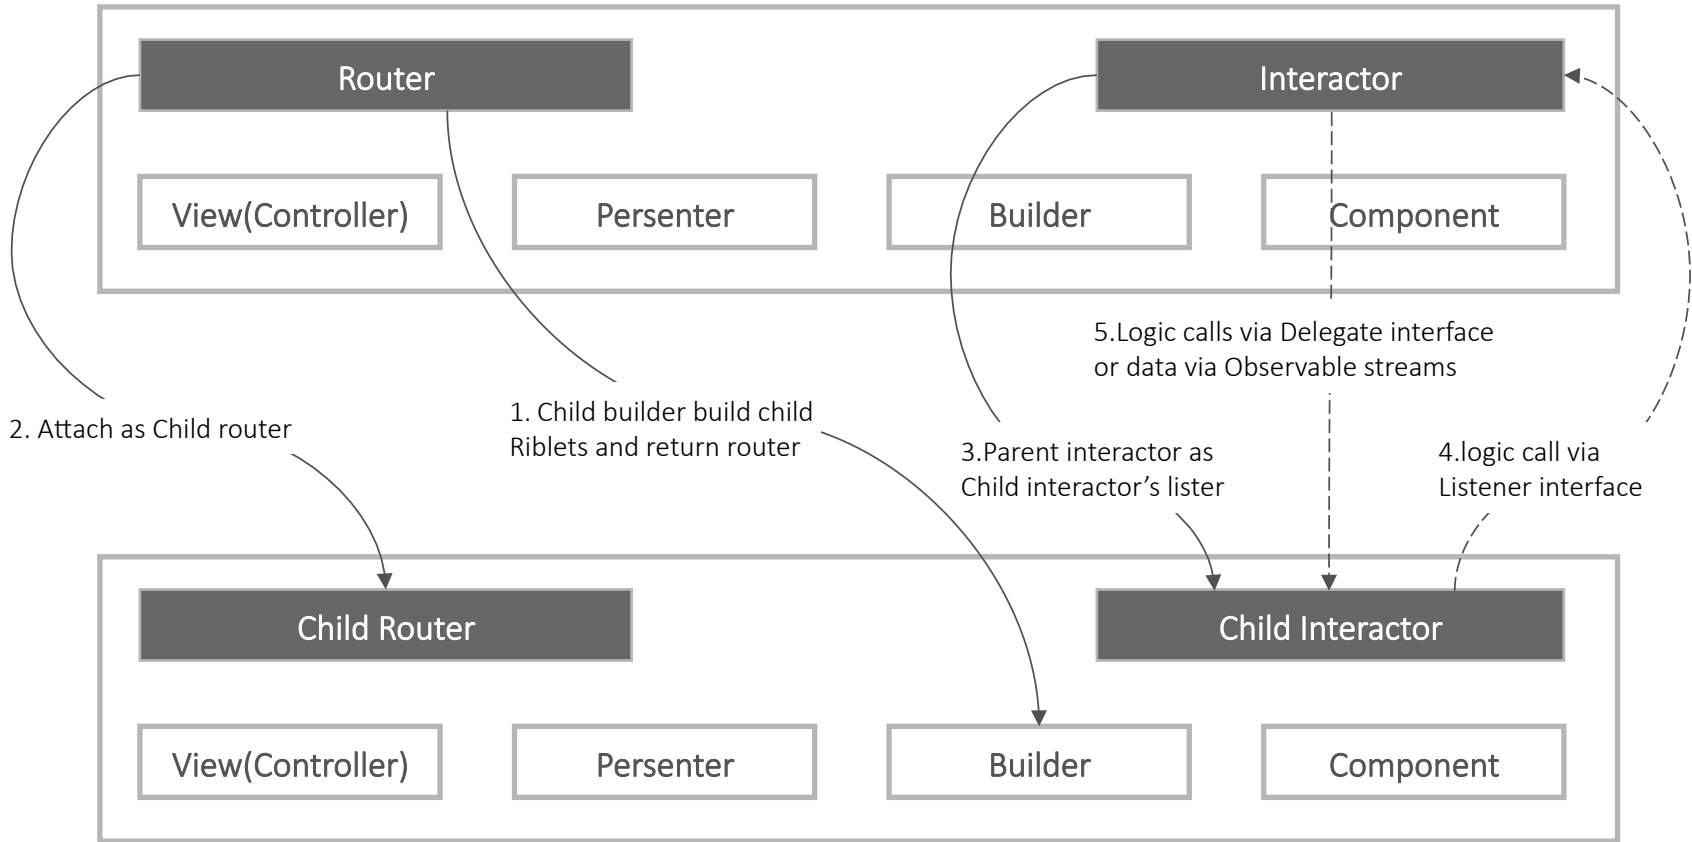 Router
Interactor
View(Controller)
Persenter
Builder
Component
5.Logic calls via Delegate interface
or data via Observable streams
2. Attach as Child router
1. Child builder build child
Riblets and return router
3.Parent interactor as
Child interactor’s lister
4.logic call via
Listener interface
Child Router
Child Interactor
View(Controller)
Persenter
Builder
Component